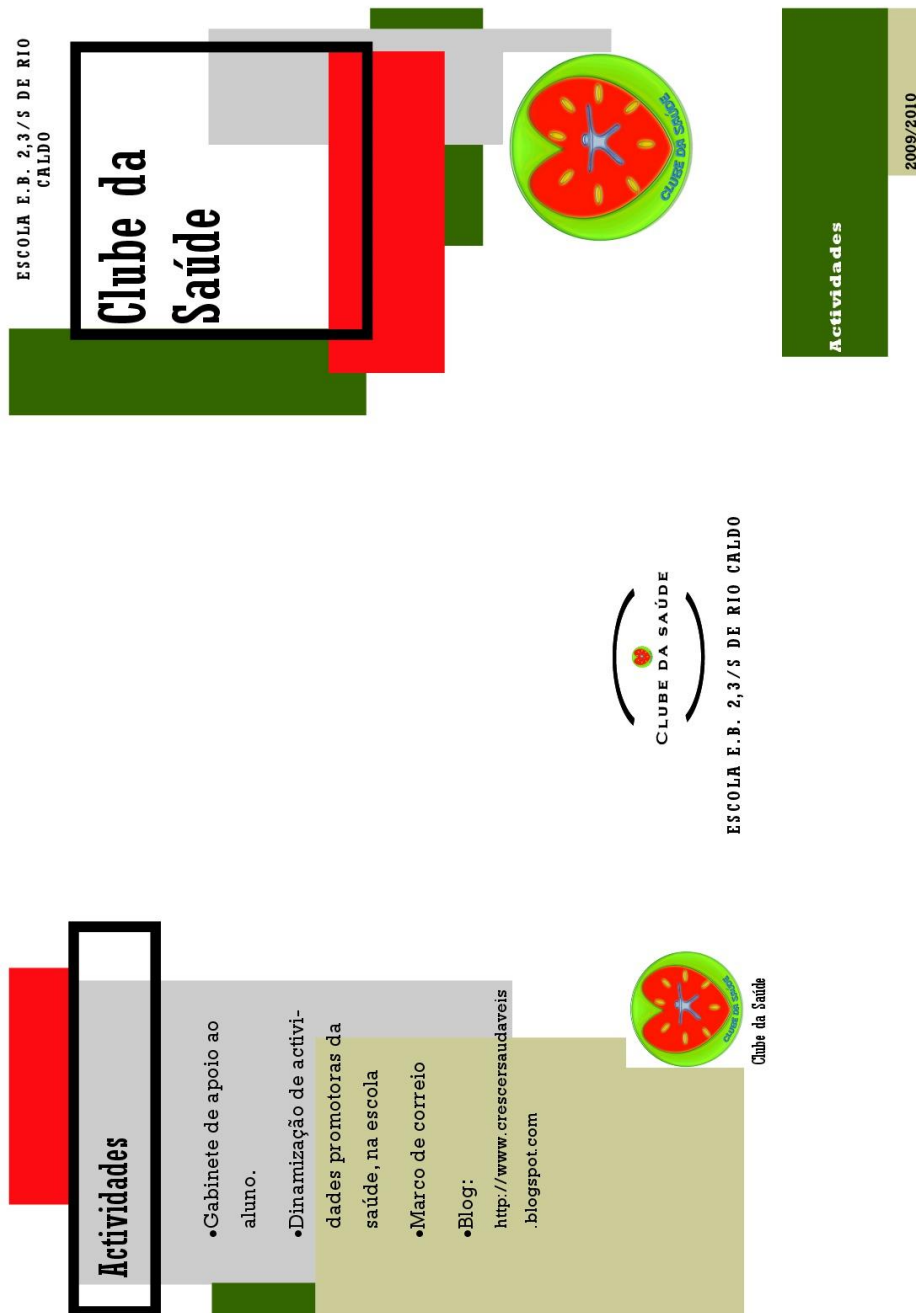 Actividades
•Gabinete de apoio ao
aluno.
•Dinamização de activi-
dades promotoras da
saúde, na escola
•Marco de correio
•Blog:
http://www.crescersaudaveis
.blogspot.com
CLUBE DA SAÚDE
Clube da Saúde
CLUBE DA SAÚDE
ESCOLA E.B. 2,3/S DE RIO CALDO
ESCOLA E.B. 2,3/S DE RIO
CALDO
Clube da
Saúde
CLUBE DA SAÚDE
Actividades
2009/2010